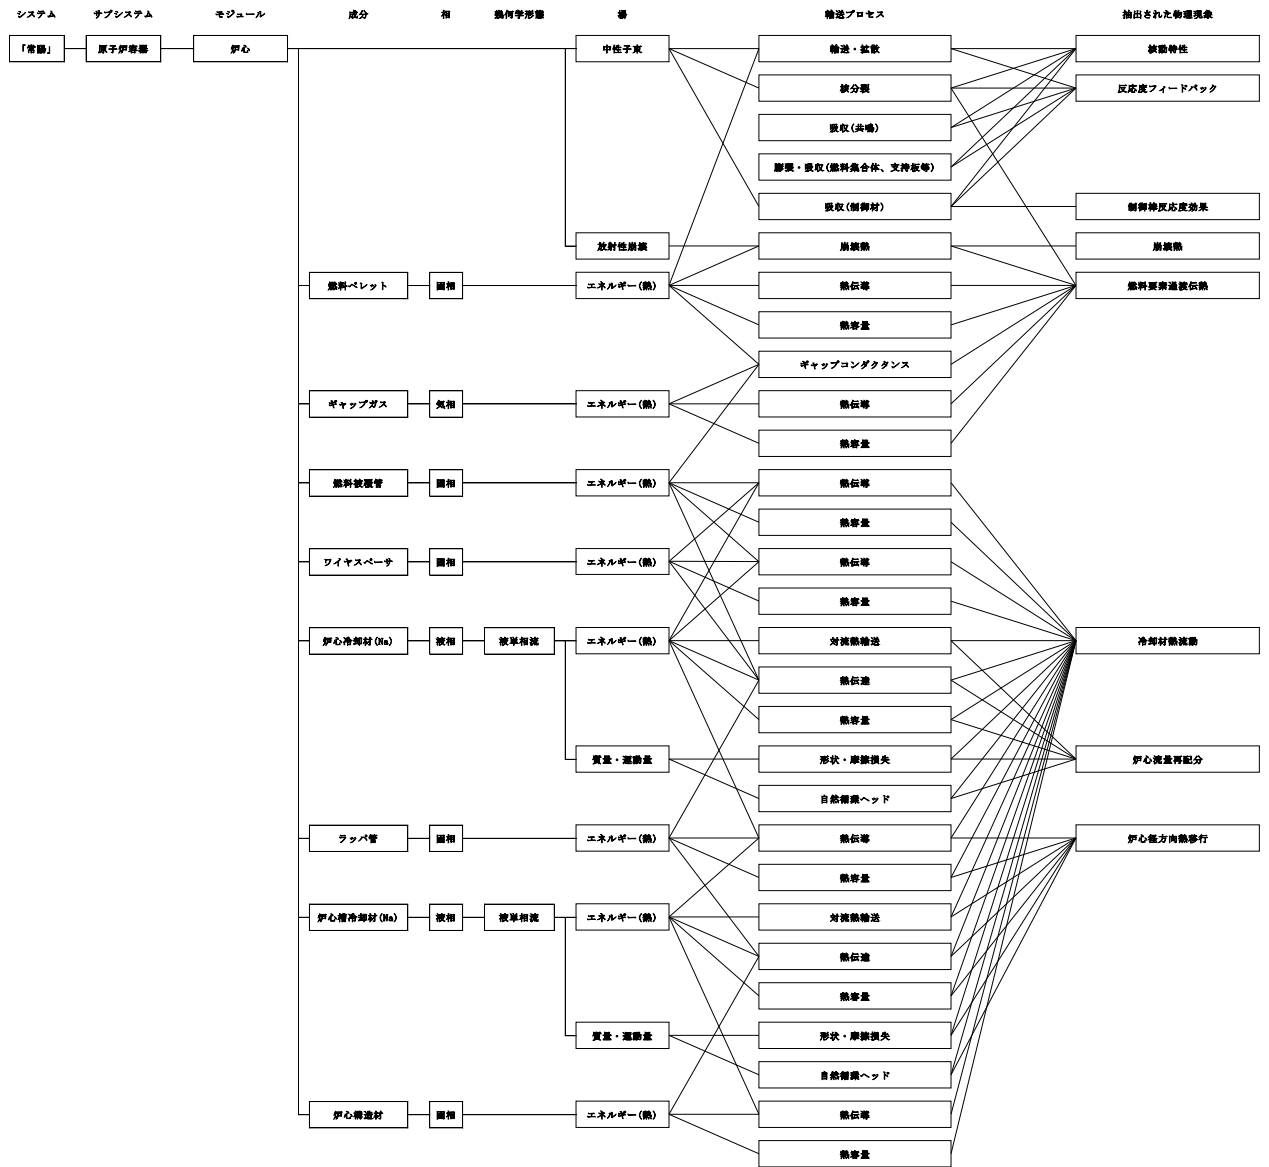 システム サブシステム モジュール 成分 相 幾何学形態 場 輸送プロセス 抽出された物理現象
「常陽」 原子炉容器 炉心 中性子束 輸送・拡散 核動特性
核分裂 反応度フィードバック
吸収(共鳴)
膨張・吸収(燃料集合体、支持板等)
吸収(制御材) 制御棒反応度効果
放射性崩壊 崩壊熱 崩壊熱
燃料ペレット 固相 エネルギー(熱) 熱伝導 燃料要素過渡伝熱
熱容量
ギャップコンダクタンス
ギャップガス 気相 エネルギー(熱) 熱伝導
熱容量
燃料被覆管 固相 エネルギー(熱) 熱伝導
熱容量
ワイヤスペーサ 固相 エネルギー(熱) 熱伝導
熱容量
炉心冷却材(Na) 液相 液単相流 エネルギー(熱) 対流熱輸送 冷却材熱流動
熱伝達
熱容量
質量・運動量 形状・摩擦損失 炉心流量再配分
自然循環ヘッド
ラッパ管 固相 エネルギー(熱) 熱伝導 炉心径方向熱移行
熱容量
炉心槽冷却材(Na) 液相 液単相流 エネルギー(熱) 対流熱輸送
熱伝達
熱容量
質量・運動量 形状・摩擦損失
自然循環ヘッド
炉心構造材 固相 エネルギー(熱) 熱伝導
熱容量